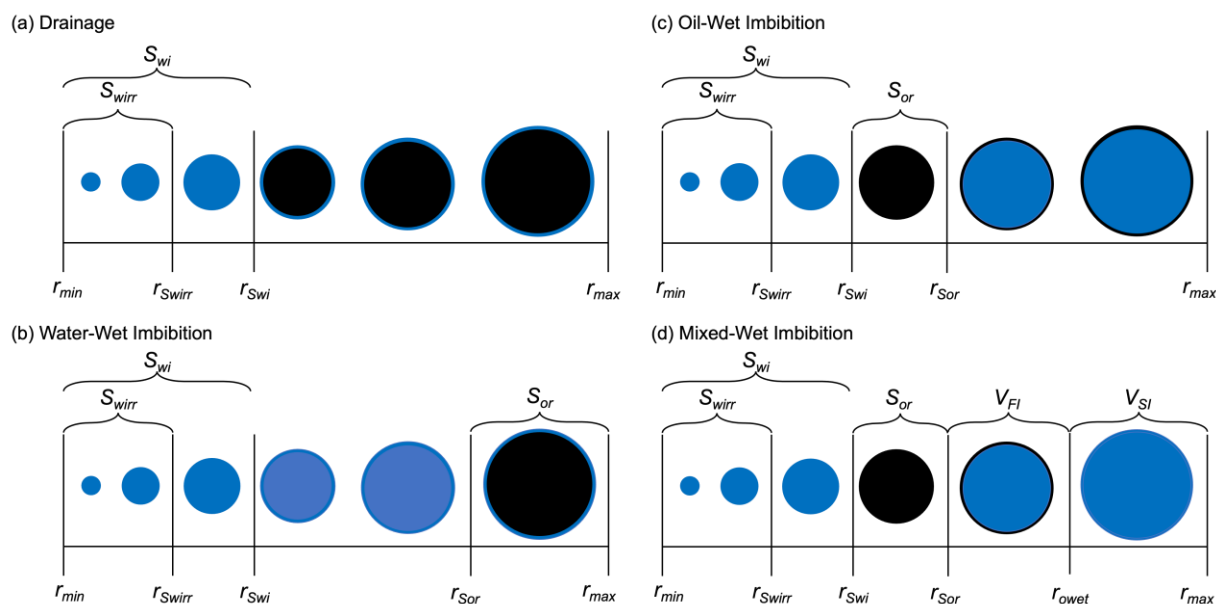 (a) Drainage
S_wi
S_wirr
r_min r_Swirr r_Swi r_max
(b) Water-Wet Imbibition
S_wi
S_wirr S_or
r_min r_Swirr r_Swi r_Sor r_max
(c) Oil-Wet Imbibition
S_wi
S_wirr S_or
r_min r_Swirr r_Swi r_Sor r_max
(d) Mixed-Wet Imbibition
S_wi
S_wirr S_or V_FI V_SI
r_min r_Swirr r_Swi r_Sor r_owet r_max